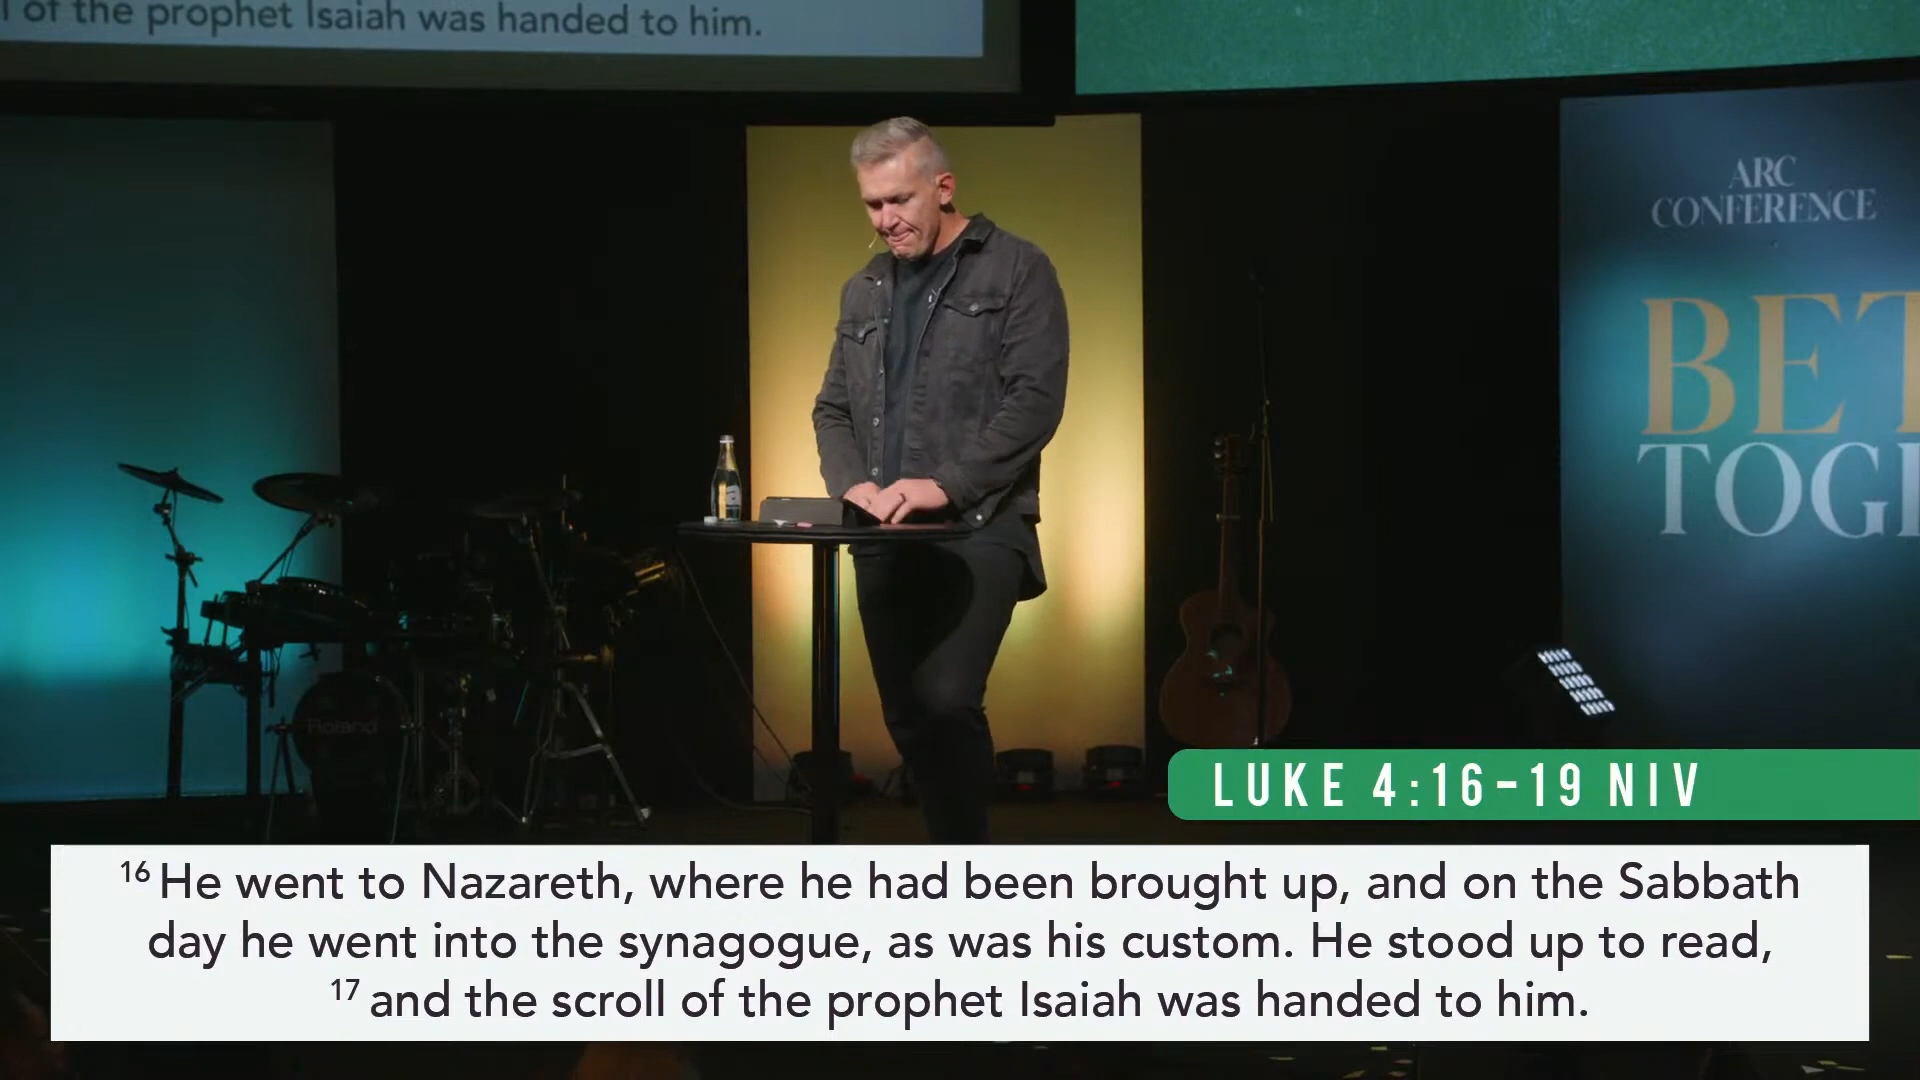 of the prophet Isaiah was handed to him.
ARC
CONFERENCE
BET
TOG
Roland
LUKE 4:16-19 NIV
16 He went to Nazareth, where he had been brought up, and on the Sabbath
day he went into the synagogue, as was his custom. He stood up to read,
17 and the scroll of the prophet Isaiah was handed to him.